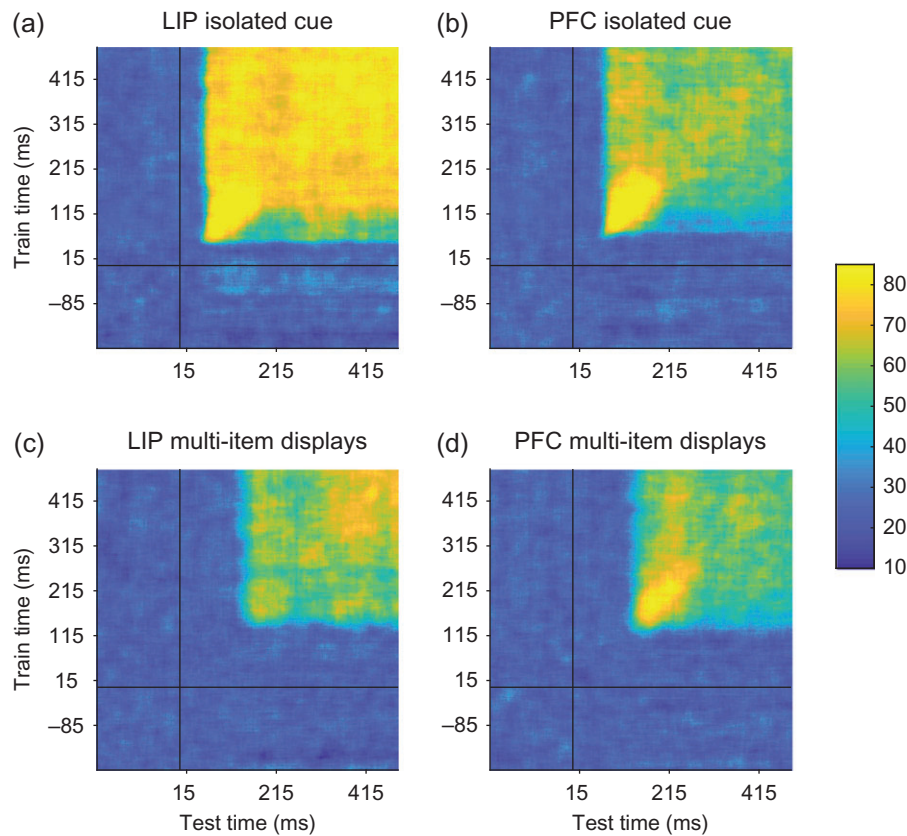 (a) LIP isolated cue
(b) PFC isolated cue
Train time (ms)
415
315
215
115
15
–85
415
315
215
115
15
–85
15 215 415
15 215 415
80
70
60
50
40
30
20
10
(c) LIP multi-item displays
(d) PFC multi-item displays
Train time (ms)
415
315
215
115
15
–85
415
315
215
115
15
–85
15 215 415
15 215 415
Test time (ms)
Test time (ms)